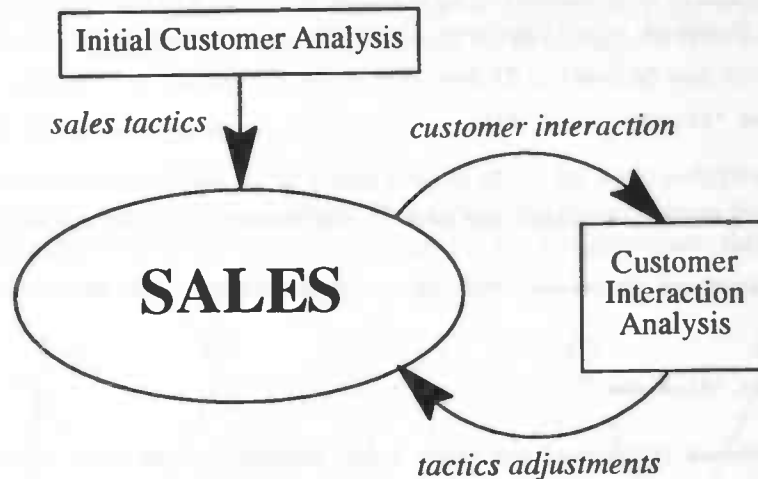 Initial Customer Analysis
sales tactics
customer interaction
SALES
Customer
Interaction
Analysis
tactics adjustments